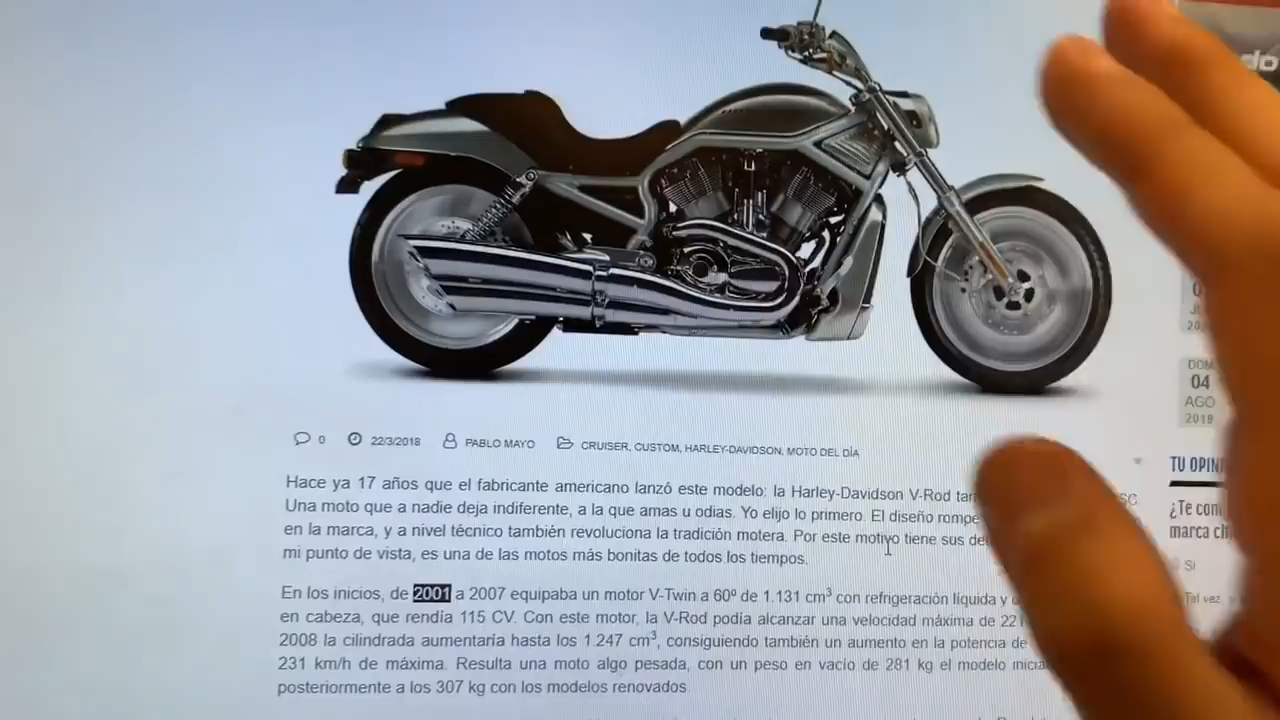 do
DOM
04
AGO
2019
0 22/3/2018 PABLO MAYO CRUISER, CUSTOM, HARLEY-DAVIDSON, MOTO DEL DÍA
Hace ya 17 años que el fabricante americano lanzó este modelo: la Harley-Davidson V-Rod
Una moto que a nadie deja indiferente, a la que amas u odias. Yo elijo lo primero. El diseño rompe
en la marca, y a nivel técnico también revoluciona la tradición motera. Por este motivo tiene sus
mi punto de vista, es una de las motos más bonitas de todos los tiempos.
En los inicios, de 2001 a 2007 equipaba un motor V-Twin a 60º de 1.131 cm³ con refrigeración líquida y
en cabeza, que rendía 115 CV. Con este motor, la V-Rod podía alcanzar una velocidad máxima de
2008 la cilindrada aumentaría hasta los 1.247 cm³, consiguiendo también un aumento en la potencia de
231 km/h de máxima. Resulta una moto algo pesada, con un peso en vacío de 281 kg el modelo
posteriormente a los 307 kg con los modelos renovados.
TU
¿Te
marca
Si
Tal vez